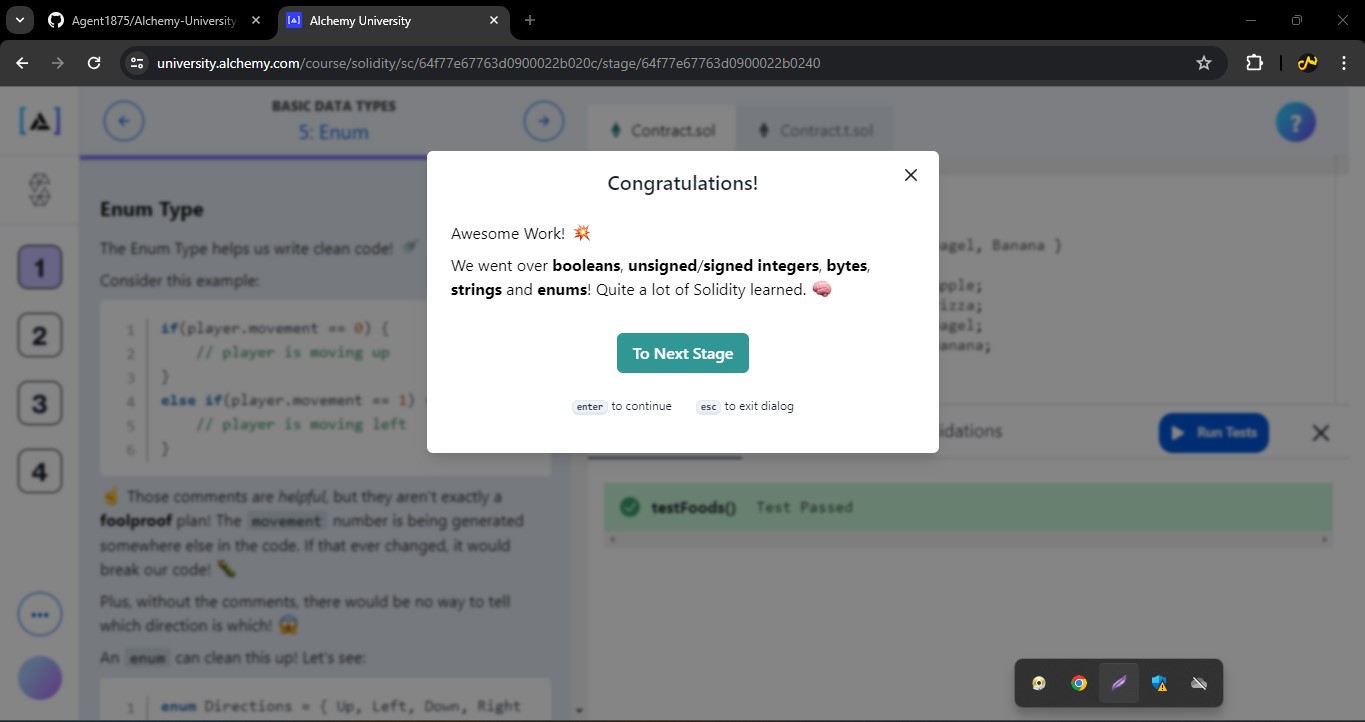 Agent1875/Alchemy-University
Alchemy University
university.alchemy.com/course/solidity/sc/64f77e67763d0900022b020c/stage/64f77e67763d0900022b0240
BASIC DATA TYPES
5: Enum
Contract.sol
Contract.t.sol
?
1
2
3
4
Enum Type
The Enum Type helps us write clean code!
Consider this example:
1 if(player.movement == 0) {
2 // player is moving up
3 }
4 else if(player.movement == 1)
5 // player is moving left
6 }
☝️ Those comments are helpful, but they aren't exactly a
foolproof plan! The movement number is being generated
somewhere else in the code. If that ever changed, it would
break our code! 🐛
Plus, without the comments, there would be no way to tell
which direction is which! 😱
An enum can clean this up! Let's see:
1 enum Directions = { Up, Left, Down, Right
agel, Banana }
pple;
izza;
agel;
anana;
Congratulations!
Awesome Work! 💥
We went over booleans, unsigned/signed integers, bytes,
strings and enums! Quite a lot of Solidity learned. 🧠
To Next Stage
enter to continue esc to exit dialog
idations
Run Tests
testFoods() Test Passed